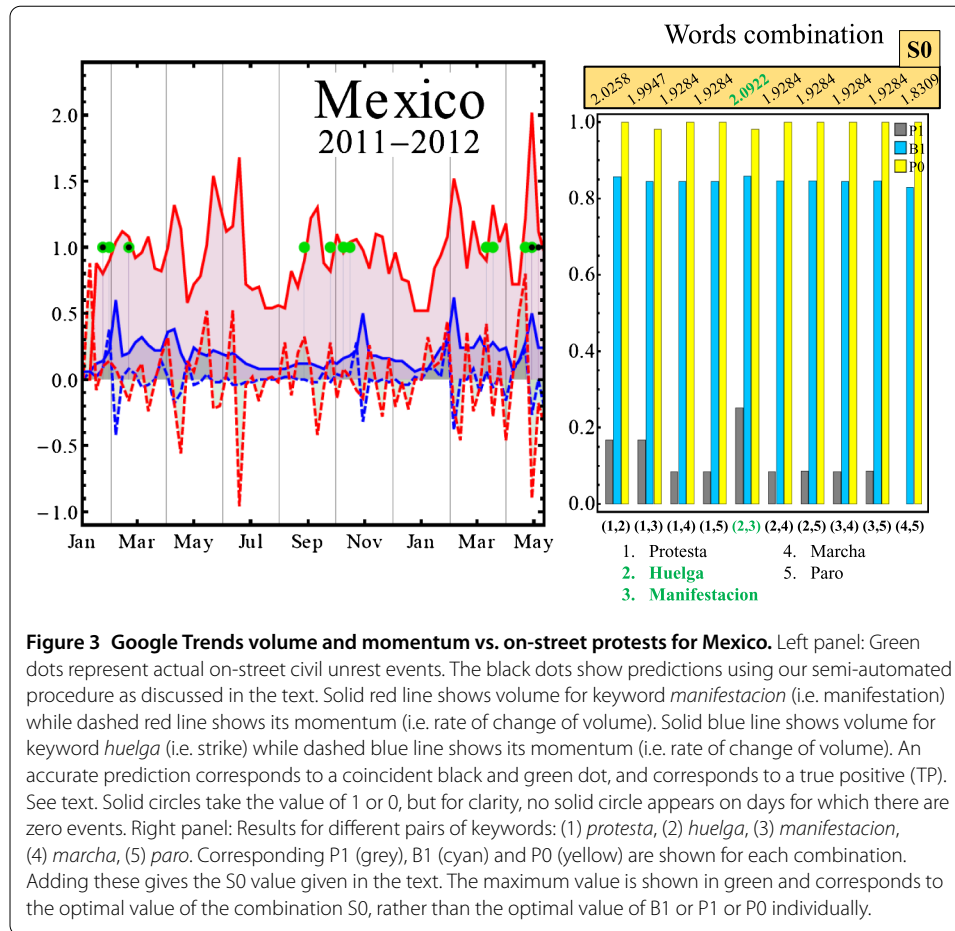 Words combination
S0
2.0258 1.9947 1.9284 1.9284 2.0922 1.9284 1.9284 1.9284 1.9284 1.8309
Mexico
2011−2012
2.0
1.5
1.0
0.5
0.0
−0.5
−1.0
Jan Mar May Jul Sep Nov Jan Mar May
1.0
0.8
0.6
0.4
0.2
0.0
P1
B1
P0
(1,2) (1,3) (1,4) (1,5) (2,3) (2,4) (2,5) (3,4) (3,5) (4,5)
1. Protesta 4. Marcha
2. Huelga 5. Paro
3. Manifestacion
Figure 3 Google Trends volume and momentum vs. on-street protests for Mexico. Left panel: Green
dots represent actual on-street civil unrest events. The black dots show predictions using our semi-automated
procedure as discussed in the text. Solid red line shows volume for keyword manifestacion (i.e. manifestation)
while dashed red line shows its momentum (i.e. rate of change of volume). Solid blue line shows volume for
keyword huelga (i.e. strike) while dashed blue line shows its momentum (i.e. rate of change of volume). An
accurate prediction corresponds to a coincident black and green dot, and corresponds to a true positive (TP).
See text. Solid circles take the value of 1 or 0, but for clarity, no solid circle appears on days for which there are
zero events. Right panel: Results for different pairs of keywords: (1) protesta, (2) huelga, (3) manifestacion,
(4) marcha, (5) paro. Corresponding P1 (grey), B1 (cyan) and P0 (yellow) are shown for each combination.
Adding these gives the S0 value given in the text. The maximum value is shown in green and corresponds to
the optimal value of the combination S0, rather than the optimal value of B1 or P1 or P0 individually.